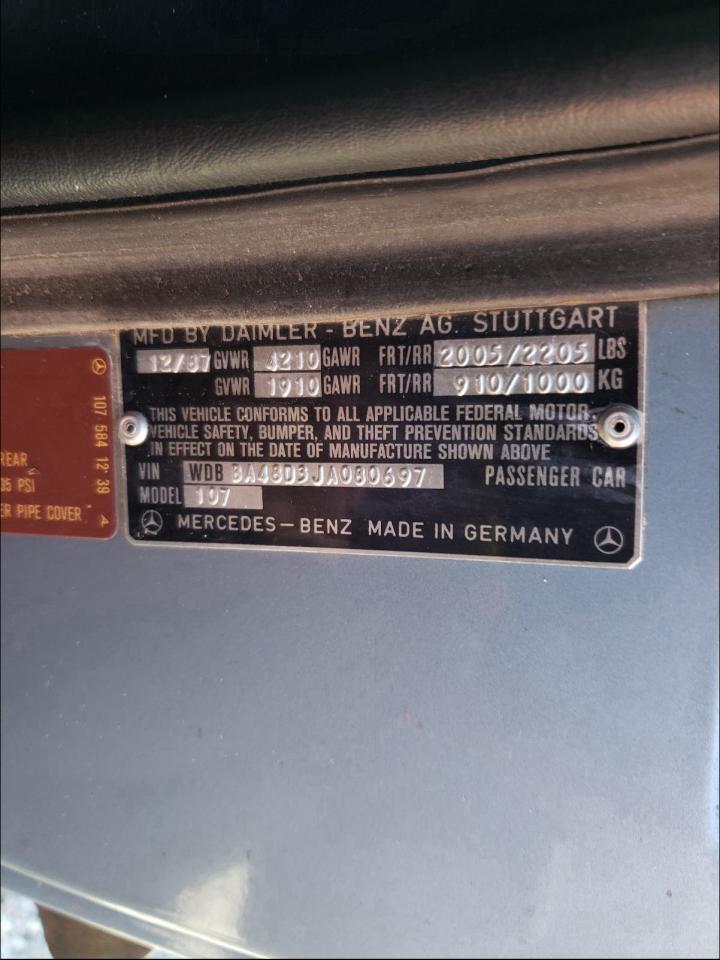 MFD BY DAIMLER - BENZ AG. STUTTGART
12/87 GVWR 4210 GAWR FRT/RR 2005/2205 LBS
GVWR 1910 GAWR FRT/RR 910/1000 KG
THIS VEHICLE CONFORMS TO ALL APPLICABLE FEDERAL MOTOR
VEHICLE SAFETY, BUMPER, AND THEFT PREVENTION STANDARDS
IN EFFECT ON THE DATE OF MANUFACTURE SHOWN ABOVE
VIN WDB BA48D3JA080697 PASSENGER CAR
MODEL 107
MERCEDES-BENZ MADE IN GERMANY
REAR
35 PSI
ER PIPE COVER
107 584 12 39 A